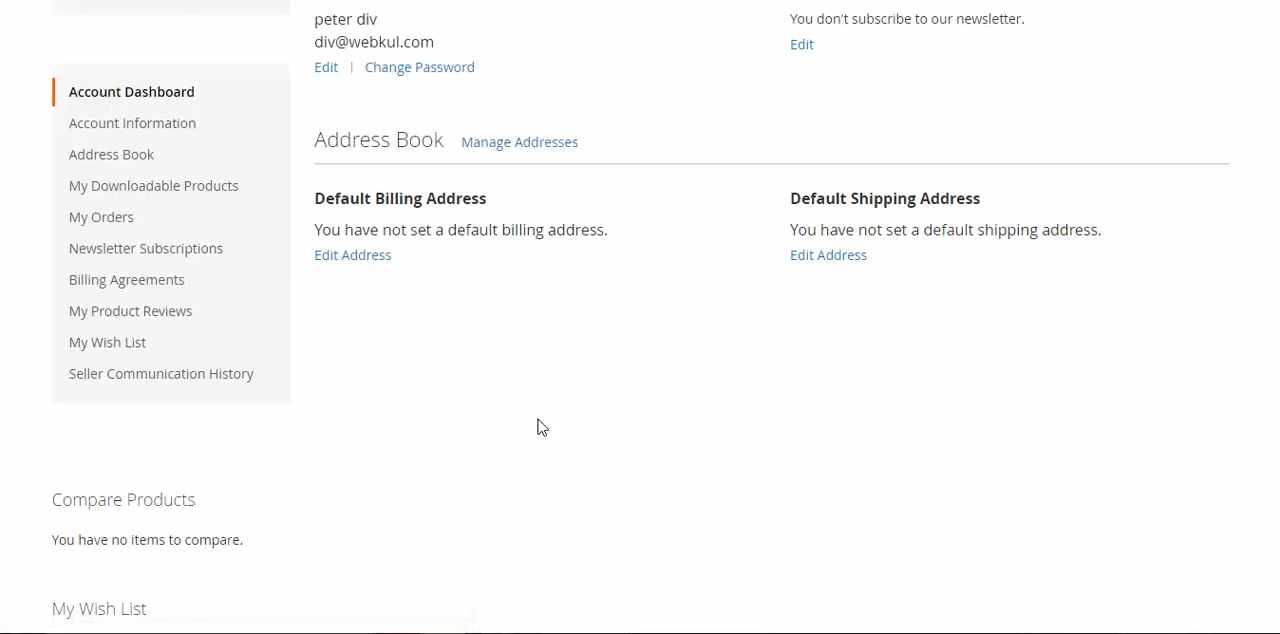 peter div
div@webkul.com
Edit | Change Password
You don't subscribe to our newsletter.
Edit
Account Dashboard
Account Information
Address Book
My Downloadable Products
My Orders
Newsletter Subscriptions
Billing Agreements
My Product Reviews
My Wish List
Seller Communication History
Address Book Manage Addresses
Default Billing Address
You have not set a default billing address.
Edit Address
Default Shipping Address
You have not set a default shipping address.
Edit Address
Compare Products
You have no items to compare.
My Wish List